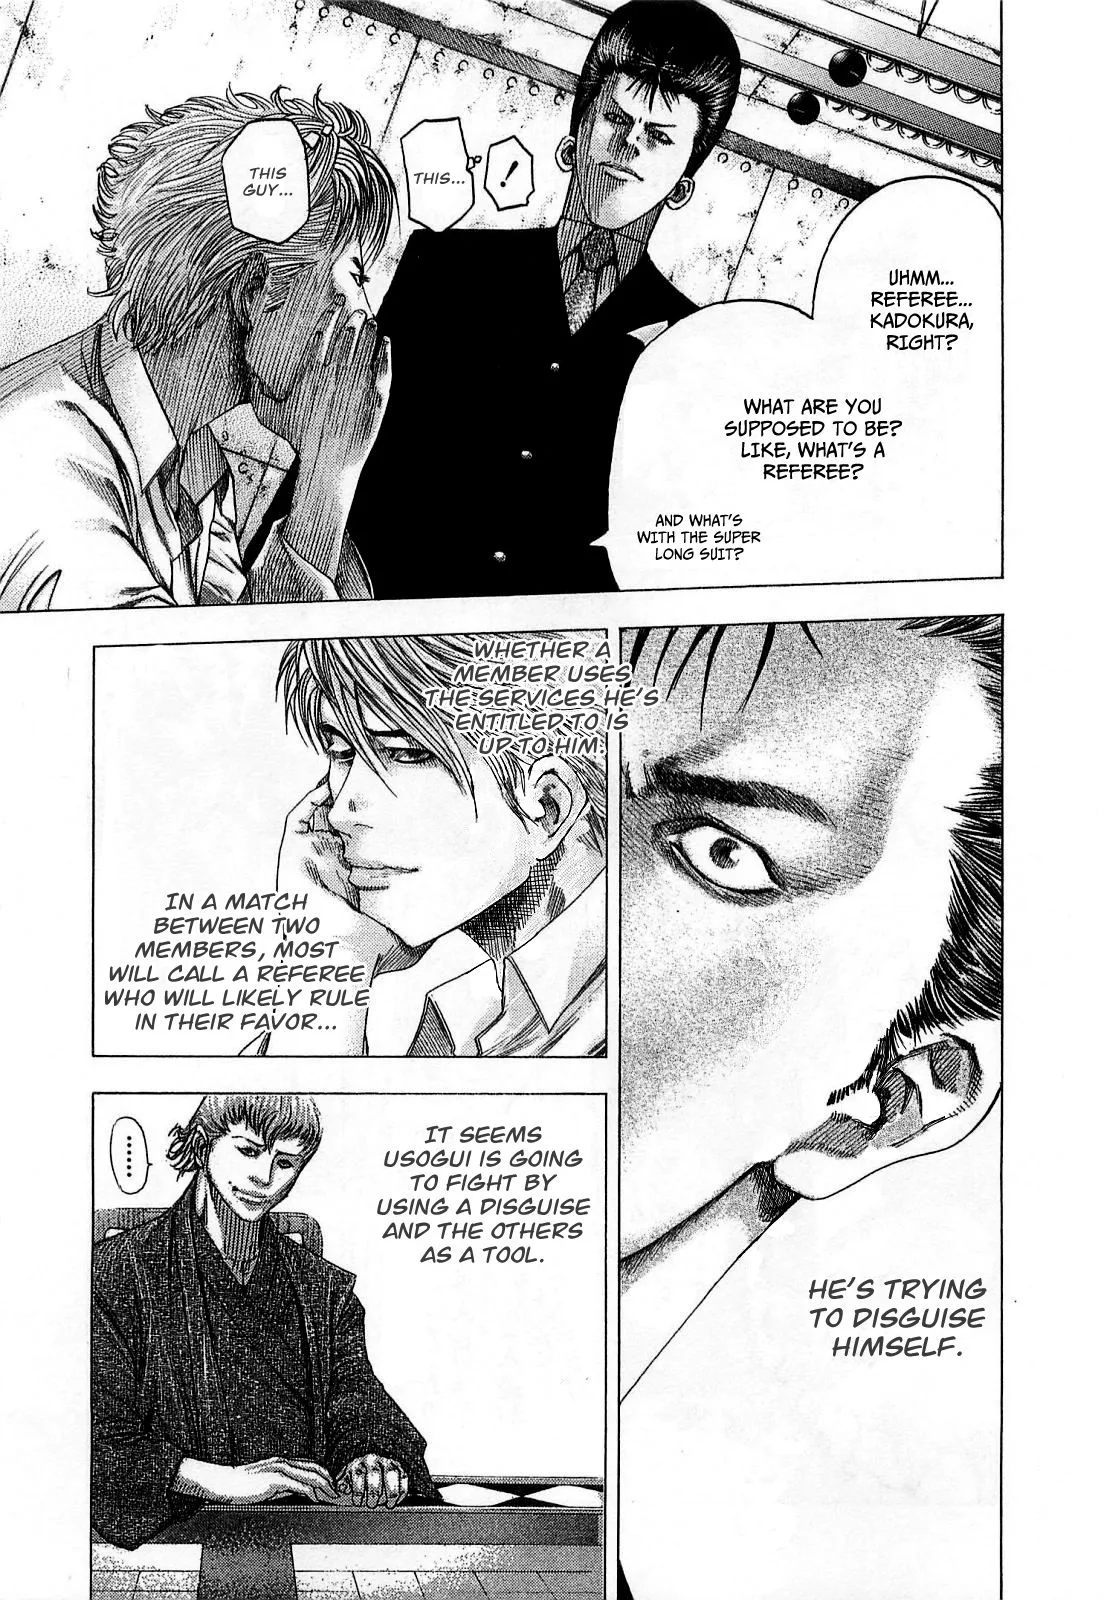 UHMM...
REFEREE...
KADOKURA,
RIGHT?
WHAT ARE YOU
SUPPOSED TO BE?
LIKE, WHAT'S A
REFEREE?
AND WHAT'S
WITH THE SUPER
LONG SUIT?
!
THIS...
THIS
GUY...
HE'S TRYING
TO DISGUISE
HIMSELF.
WHETHER A
MEMBER USES
THE SERVICES HE'S
ENTITLED TO IS
UP TO HIM.
IN A MATCH
BETWEEN TWO
MEMBERS, MOST
WILL CALL A REFEREE
WHO WILL LIKELY RULE
IN THEIR FAVOR...
IT SEEMS
USOGUI IS GOING
TO FIGHT BY
USING A DISGUISE
AND THE OTHERS
AS A TOOL.
......